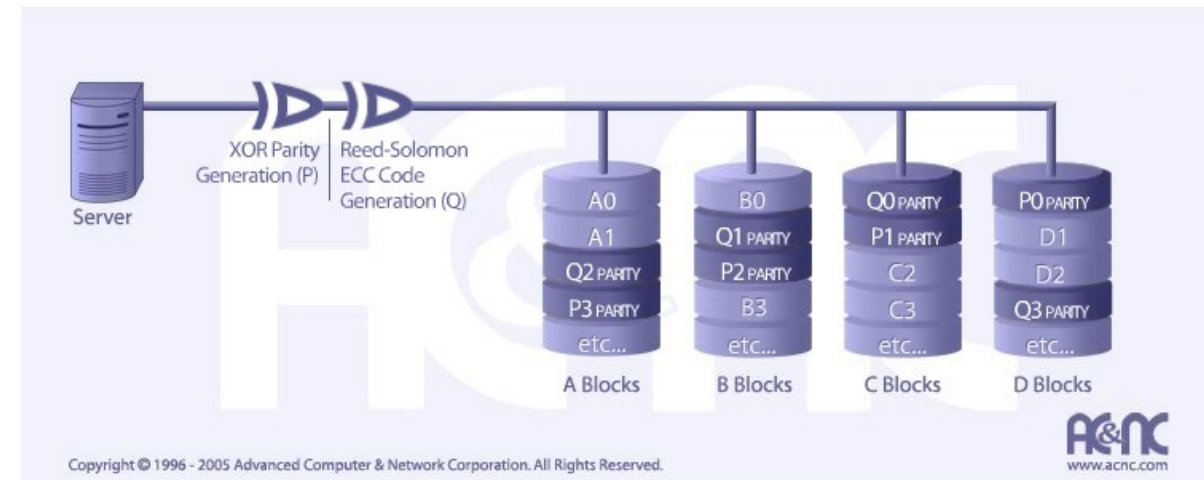 XOR Parity
Generation (P)
Reed-Solomon
ECC Code
Generation (Q)
Server
A0
A1
Q2 PARITY
P3 PARITY
etc...
A Blocks
B0
Q1 PARITY
P2 PARITY
B3
etc...
B Blocks
Q0 PARITY
P1 PARITY
C2
C3
etc...
C Blocks
P0 PARITY
D1
D2
Q3 PARITY
etc...
D Blocks
AC&NC
www.acnc.com
Copyright © 1996 - 2005 Advanced Computer & Network Corporation. All Rights Reserved.